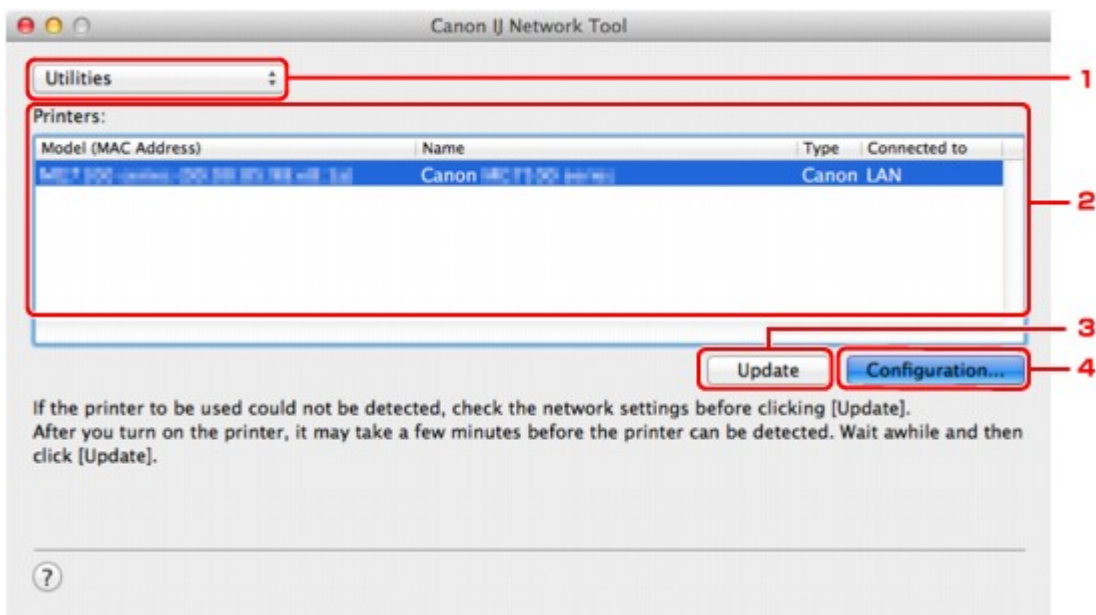 Canon IJ Network Tool
Utilities
1
Printers:
Model (MAC Address) Name Type Connected to
Canon Canon LAN
2
3
Update Configuration...
4
If the printer to be used could not be detected, check the network settings before clicking [Update].
After you turn on the printer, it may take a few minutes before the printer can be detected. Wait awhile and then
click [Update].
?